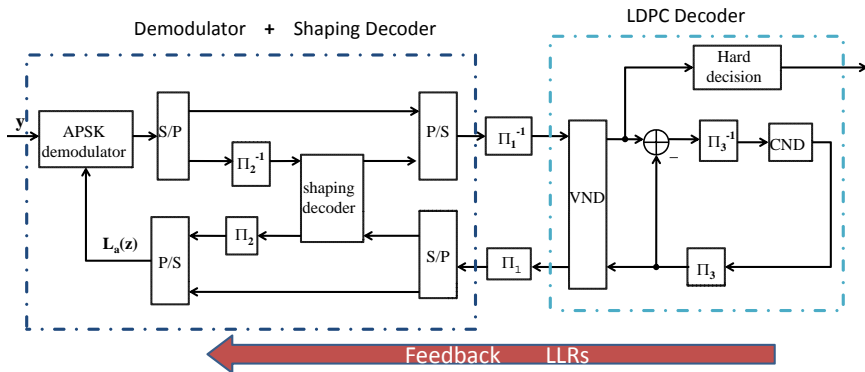 Demodulator + Shaping Decoder
LDPC Decoder
Hard
decision
y
APSK
demodulator
S/P
P/S
Π₁⁻¹
Π₂⁻¹
shaping
decoder
VND
−
Π₃⁻¹
CND
Lₐ(z)
P/S
Π₂
S/P
Π₁
Π₃
Feedback LLRs